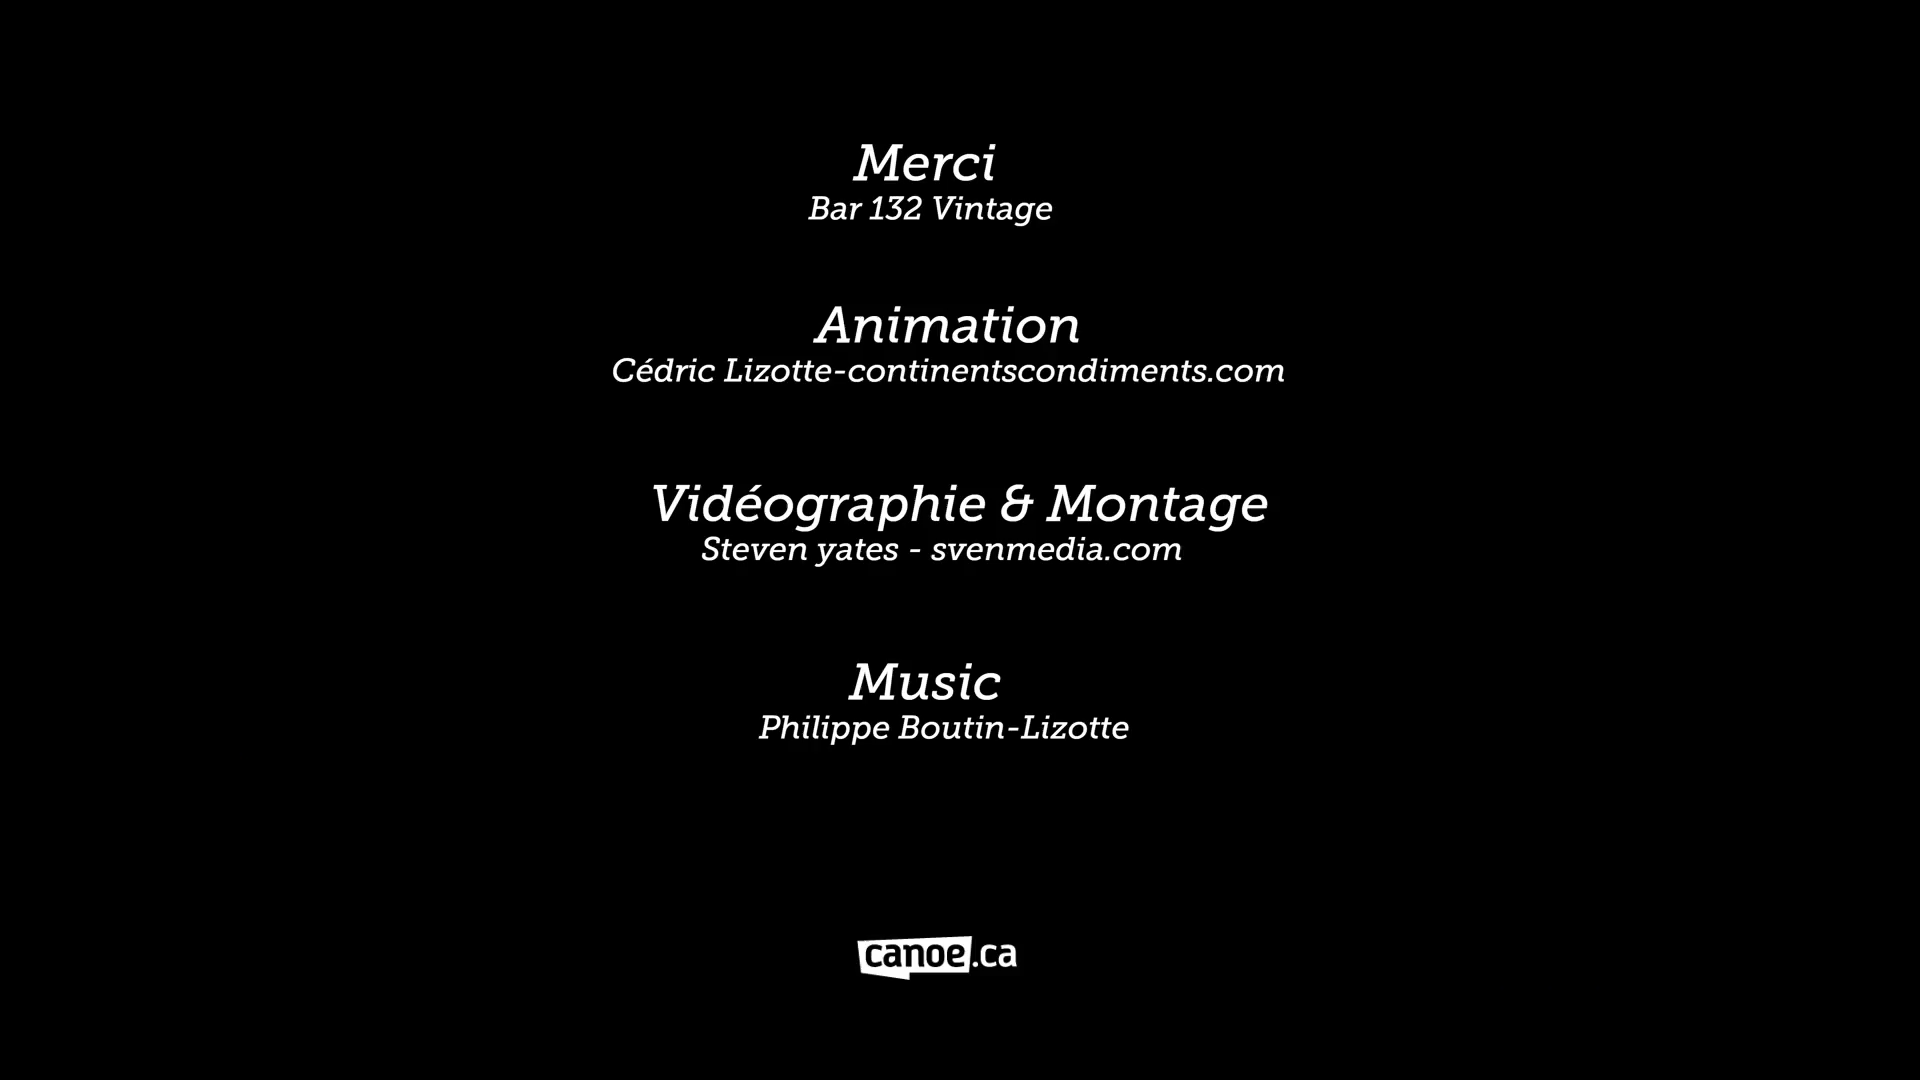 Merci
Bar 132 Vintage
Animation
Cédric Lizotte-continentscondiments.com
Vidéographie & Montage
Steven yates - svenmedia.com
Music
Philippe Boutin-Lizotte
canoe.ca